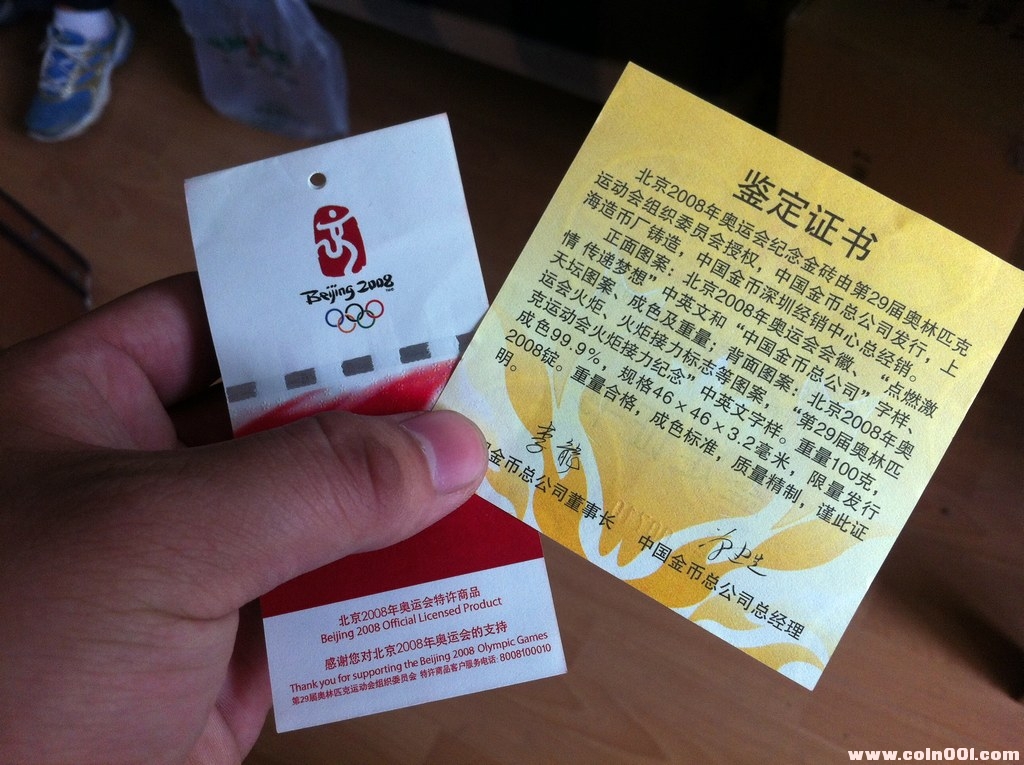 Beijing 2008
北京2008年奥运会特许商品
Beijing 2008 Official Licensed Product
感谢您对北京2008年奥运会的支持
Thank you for supporting the Beijing 2008 Olympic Games
第29届奥林匹克运动会组织委员会 特许商品客户服务电话: 8008100010
鉴定证书
北京2008年奥运会纪念金砖由第29届奥林匹克
运动会组织委员会授权，中国金币总公司发行，上
海造币厂铸造，中国金币深圳经销中心总经销。
正面图案：北京2008年奥运会会徽、“点燃激
情 传递梦想”中英文和“中国金币总公司”字样、
天坛图案、成色及重量，背面图案：北京2008年奥
运会火炬、火炬接力标志等图案，“第29届奥林匹
克运动会火炬接力纪念”中英文字样。重量100克，
成色99.9%，规格46×46×3.2毫米，限量发行
2008锭。重量合格，成色标准，质量精制，谨此证
明。
国金币总公司董事长
中国金币总公司总经理
www.coin001.com